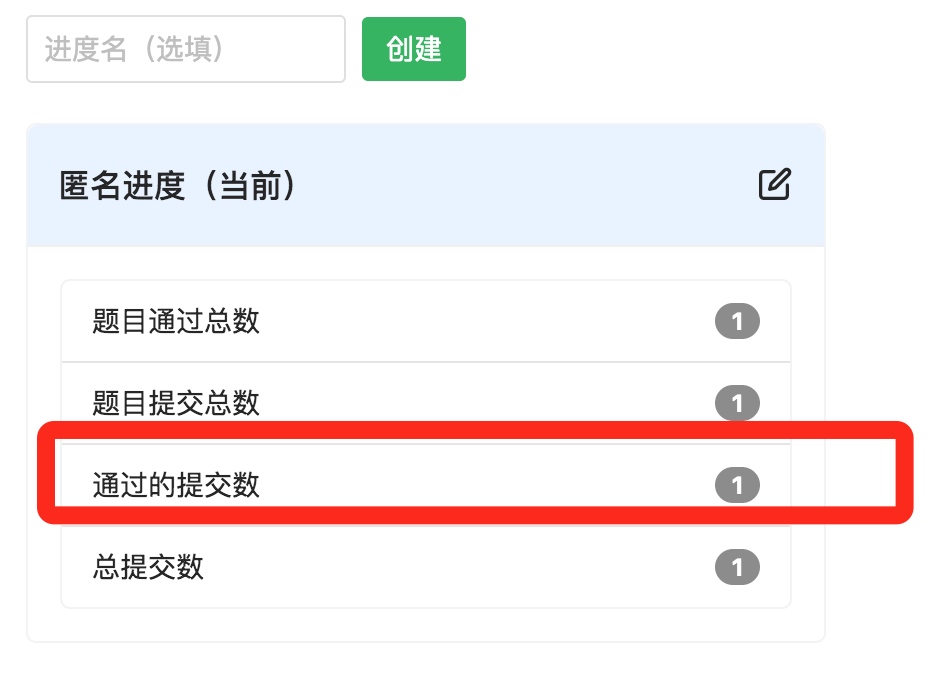 进度名（选填） 创建
匿名进度（当前）
题目通过总数 1
题目提交总数 1
通过的提交数 1
总提交数 1